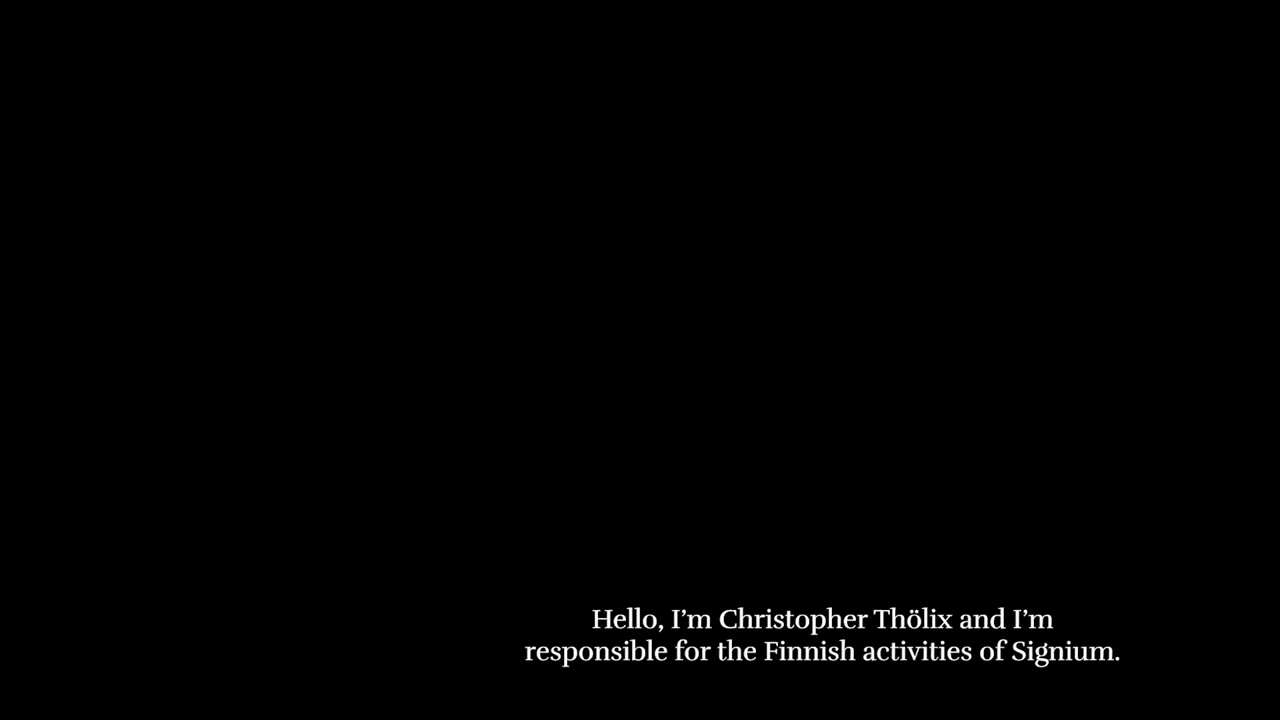 Hello, I’m Christopher Thölix and I’m
responsible for the Finnish activities of Signium.